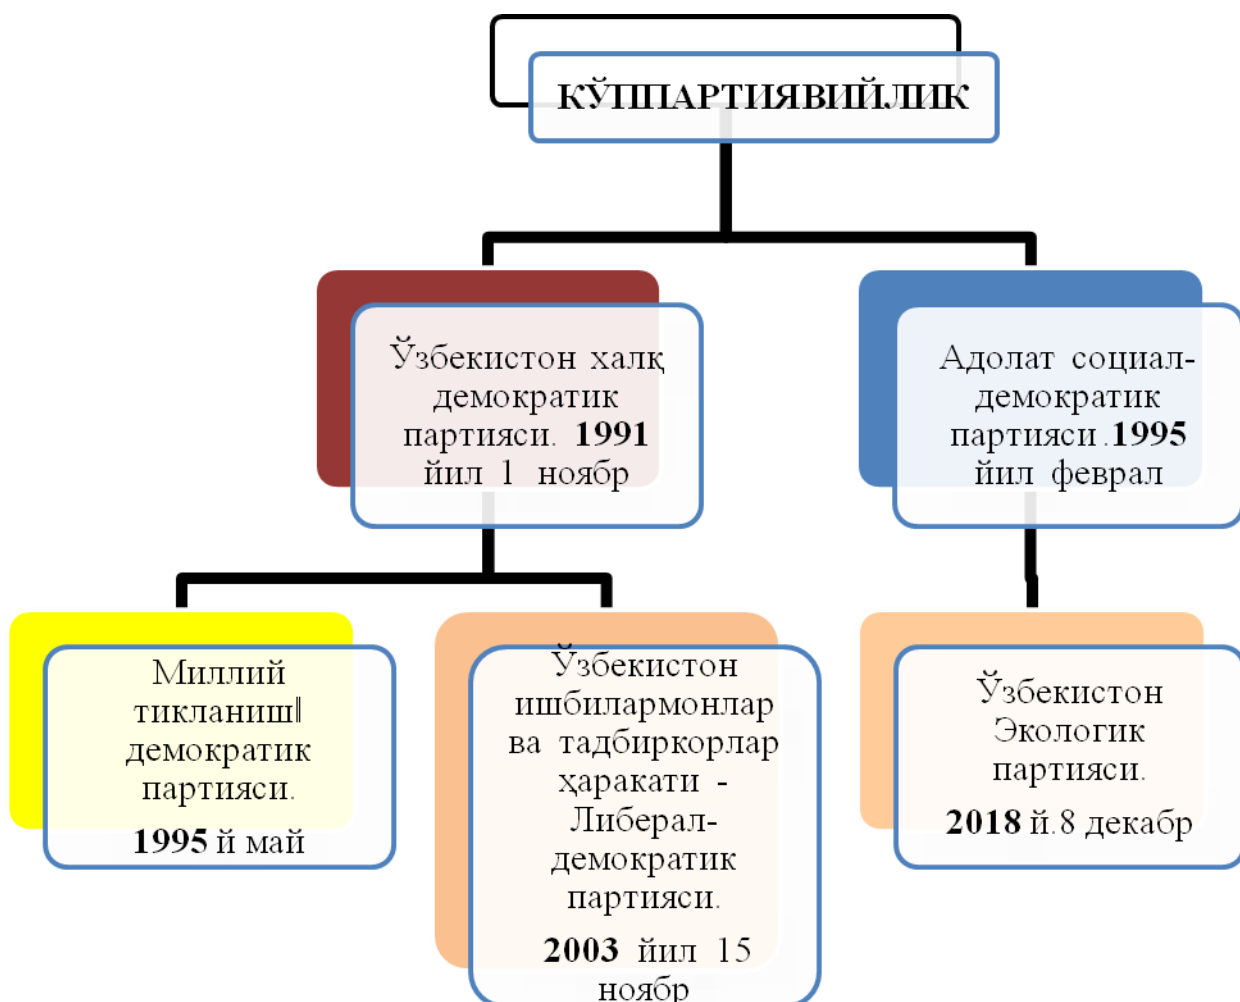 КЎППАРТИЯВИЙЛИК
Ўзбекистон халқ
демократик
партияси. 1991
йил 1 ноябр
Адолат социал-
демократик
партияси .1995
йил феврал
Миллий
тикланиш‖
демократик
партияси.
1995 й май
Ўзбекистон
ишбилармонлар
ва тадбиркорлар
ҳаракати -
Либерал-
демократик
партияси.
2003 йил 15
ноябр
Ўзбекистон
Экологик
партияси.
2018 й.8 декабр